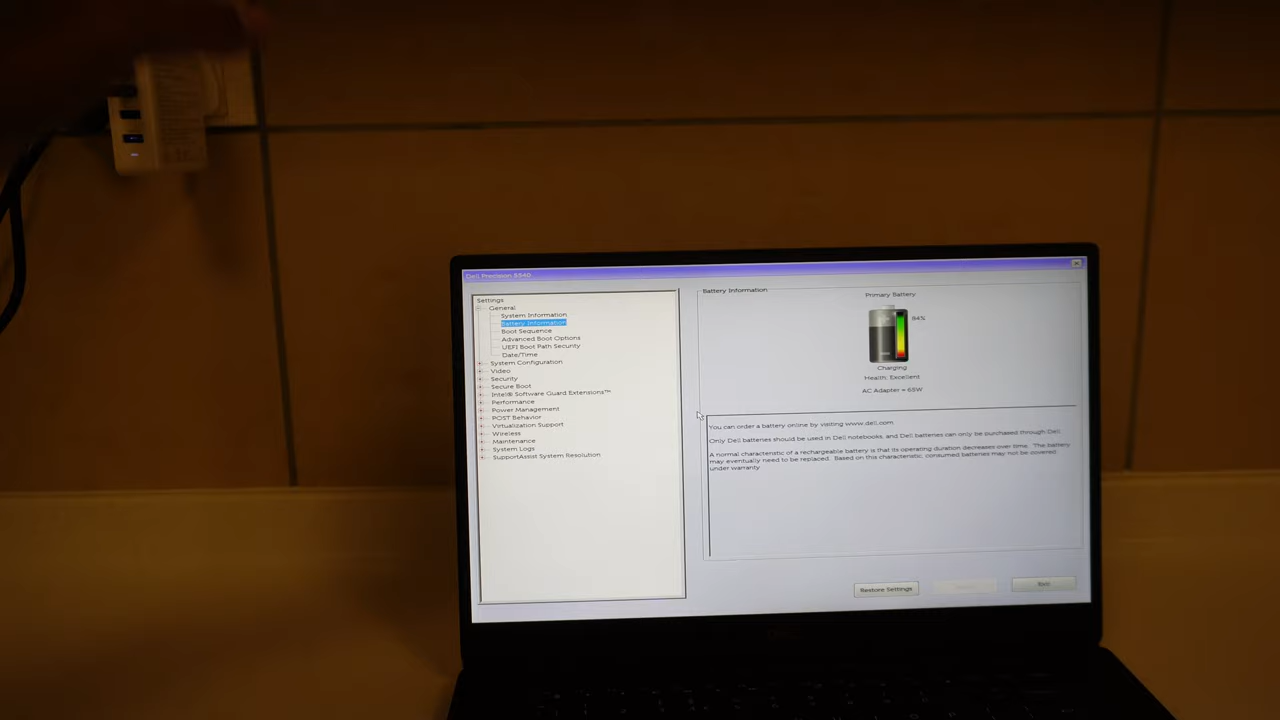 Dell Precision 5540
Settings
General
System Information
Battery Information
Boot Sequence
Advanced Boot Options
UEFI Boot Path Security
Date/Time
System Configuration
Video
Security
Secure Boot
Intel® Software Guard Extensions™
Performance
Power Management
POST Behavior
Virtualization Support
Wireless
Maintenance
System Logs
SupportAssist System Resolution
Battery Information
Primary Battery
84%
Charging
Health: Excellent
AC Adapter = 65W
You can order a battery online by visiting www.dell.com
Only Dell batteries should be used in Dell notebooks, and Dell batteries can only be purchased through Dell.
A normal characteristic of a rechargeable battery is that its operating duration decreases over time. The battery
may eventually need to be replaced. Based on this characteristic, consumed batteries may not be covered
under warranty
Restore Settings
Exit